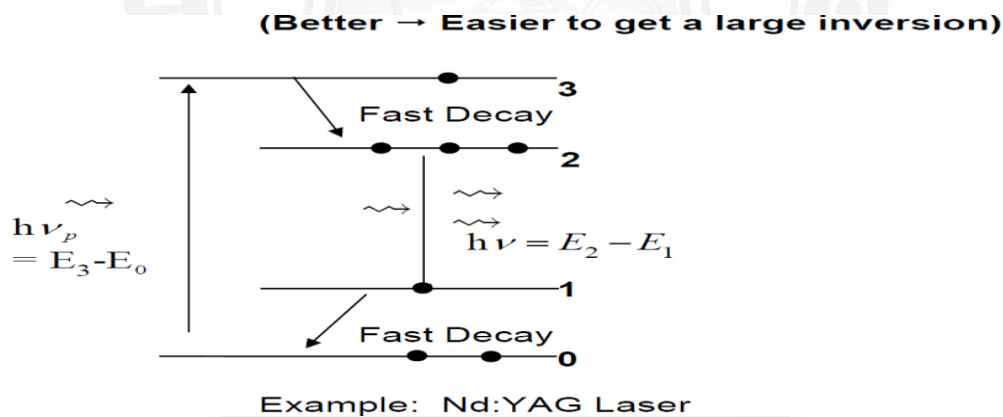 (Better → Easier to get a large inversion)
3
Fast Decay
2
hνₚ
= E₃-E₀
hν = E₂ − E₁
1
Fast Decay
0
Example: Nd:YAG Laser